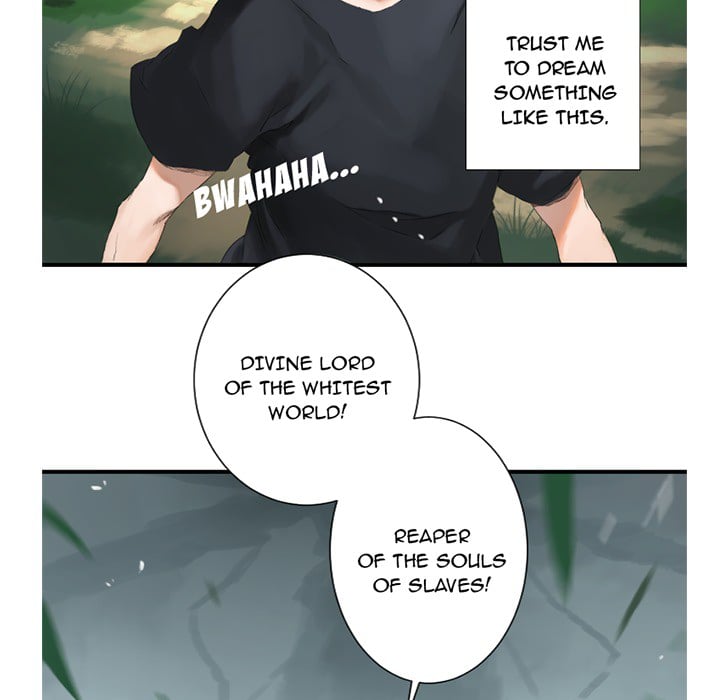 TRUST ME
TO DREAM
SOMETHING
LIKE THIS.
BWAHAHA...
DIVINE LORD
OF THE WHITEST
WORLD!
REAPER
OF THE SOULS
OF SLAVES!